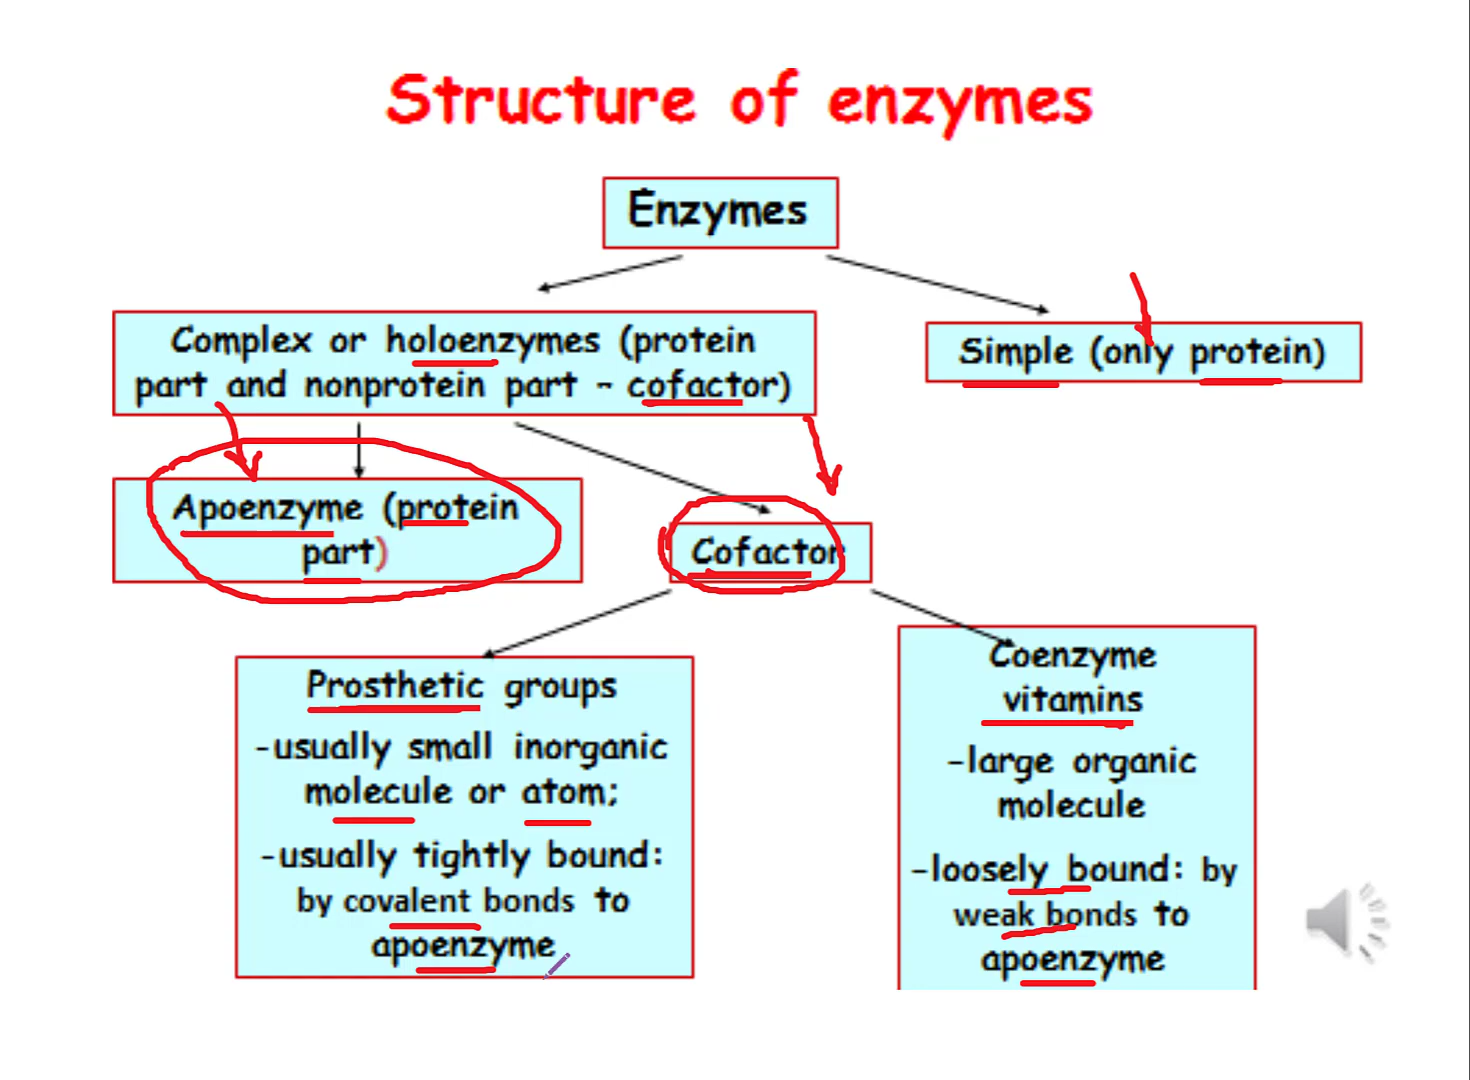 Structure of enzymes
Enzymes
Complex or holoenzymes (protein
part and nonprotein part - cofactor)
Simple (only protein)
Apoenzyme (protein
part)
Cofactor
Prosthetic groups
-usually small inorganic
molecule or atom;
-usually tightly bound:
by covalent bonds to
apoenzyme
Coenzyme
vitamins
-large organic
molecule
-loosely bound: by
weak bonds to
apoenzyme